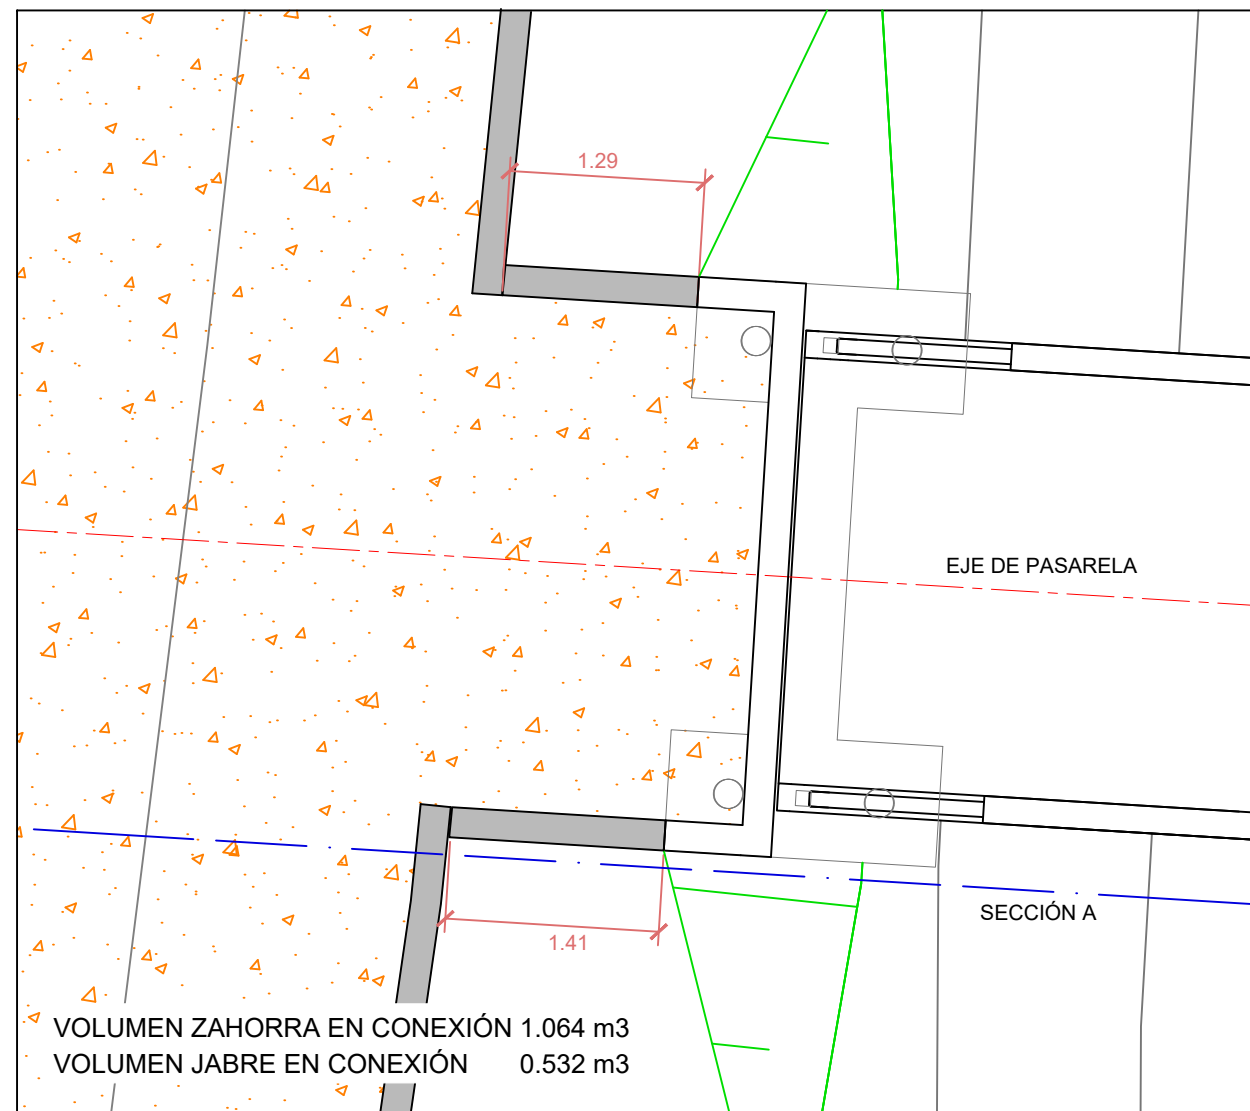 1.29
EJE DE PASARELA
SECCIÓN A
1.41
VOLUMEN ZAHORRA EN CONEXIÓN 1.064 m3
VOLUMEN JABRE EN CONEXIÓN 0.532 m3